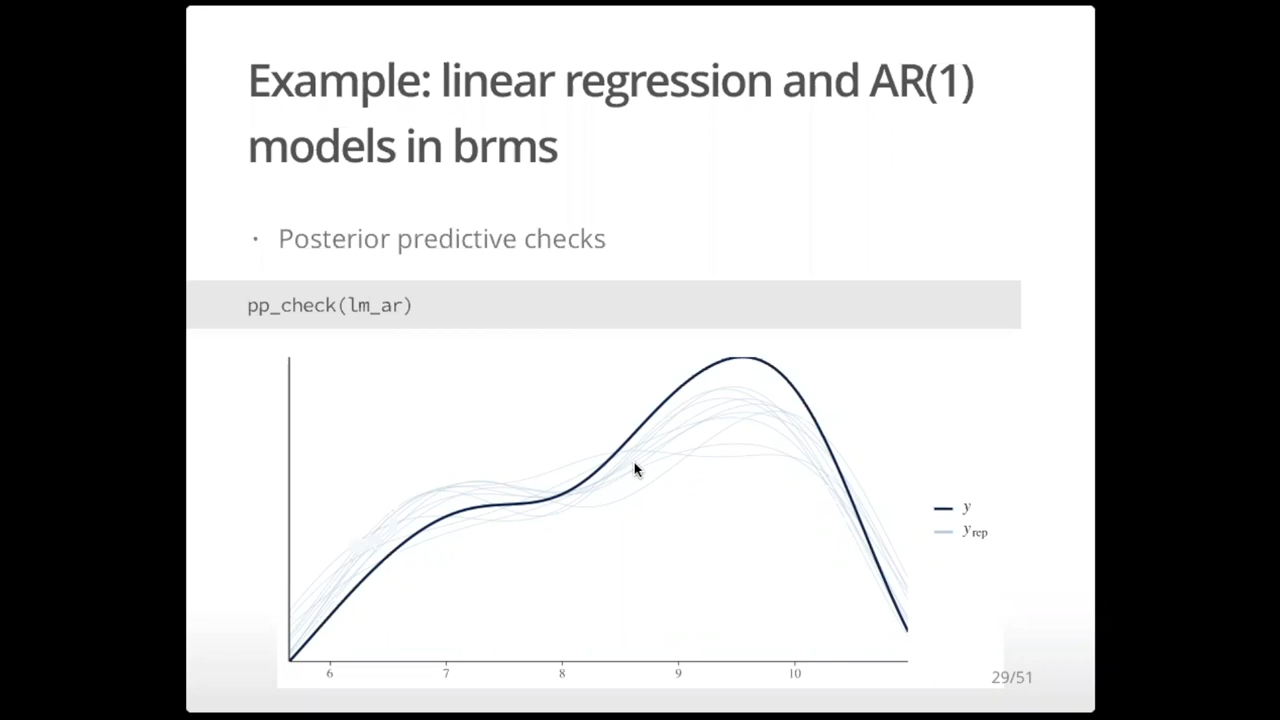 Example: linear regression and AR(1)
models in brms
· Posterior predictive checks
pp_check(lm_ar)
y
y rep
6 7 8 9 10
29/51